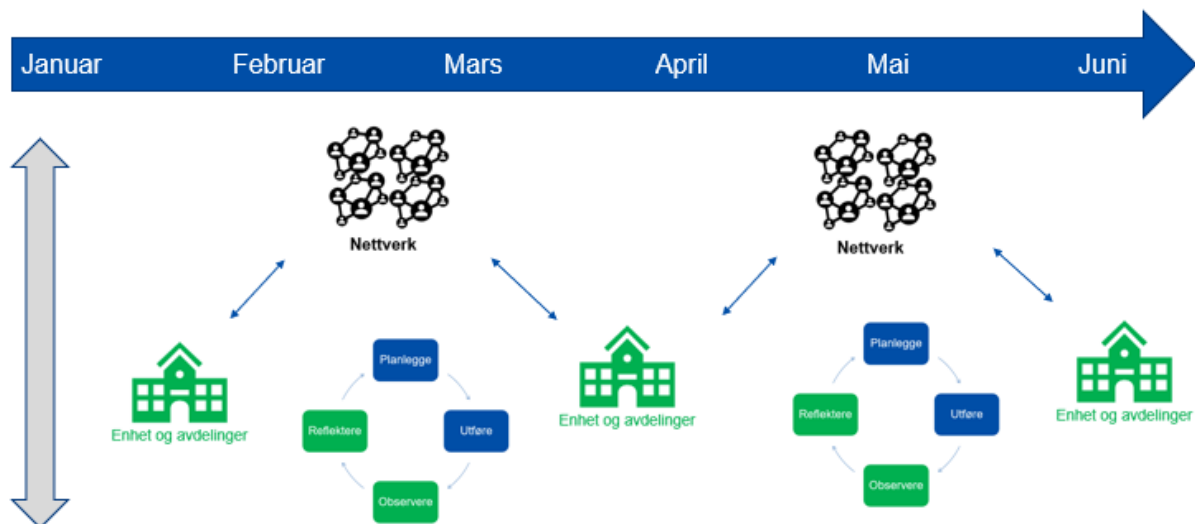 Januar
Februar
Mars
April
Mai
Juni
Nettverk
Nettverk
Enhet og avdelinger
Planlegge
Utføre
Observere
Reflektere
Enhet og avdelinger
Planlegge
Utføre
Observere
Reflektere
Enhet og avdelinger